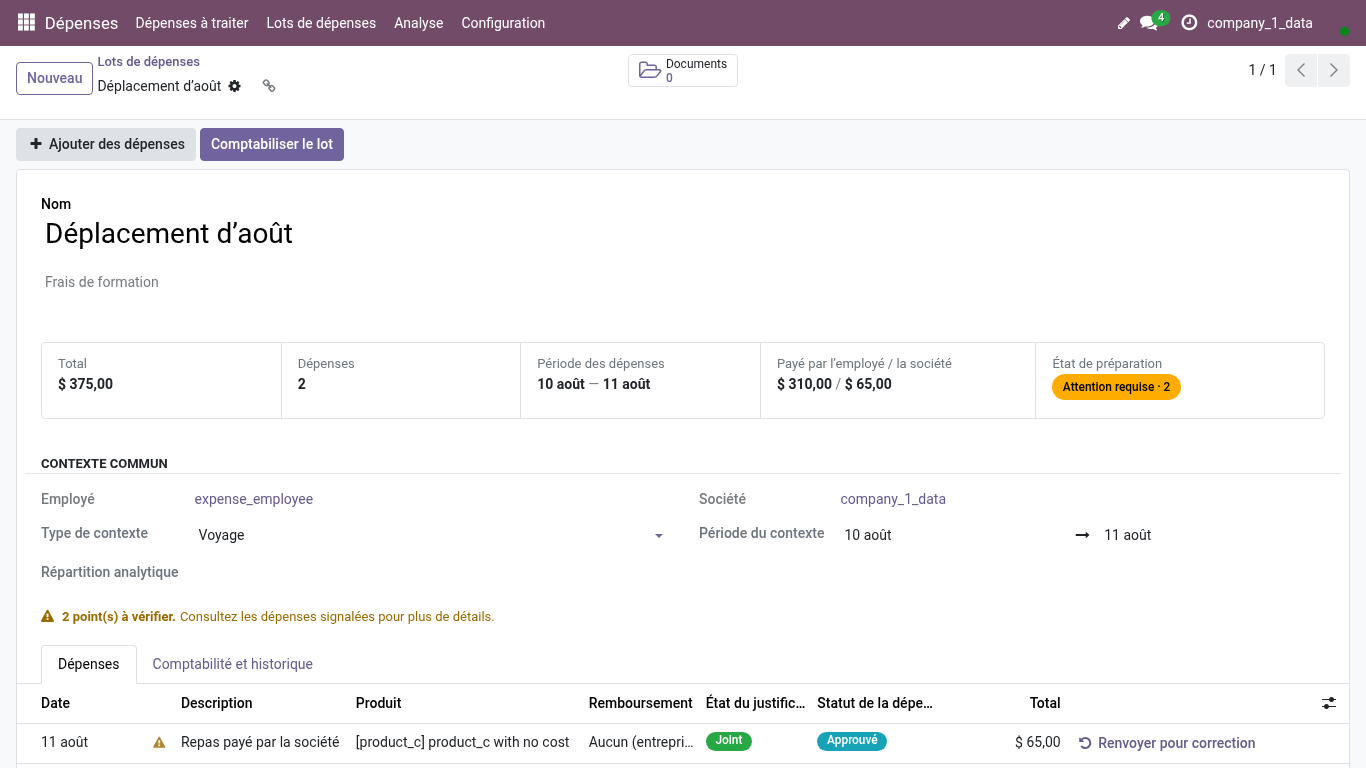 Dépenses Dépenses à traiter Lots de dépenses Analyse Configuration 4 company_1_data
Nouveau Lots de dépenses Documents
Déplacement d’août 0 1 / 1
Ajouter des dépenses Comptabiliser le lot
Nom
Déplacement d’août
Frais de formation
Total Dépenses Période des dépenses Payé par l’employé / la société État de préparation
$ 375,00 2 10 août — 11 août $ 310,00 / $ 65,00 Attention requise · 2
CONTEXTE COMMUN
Employé expense_employee Société company_1_data
Type de contexte Voyage Période du contexte 10 août → 11 août
Répartition analytique
2 point(s) à vérifier. Consultez les dépenses signalées pour plus de détails.
Dépenses Comptabilité et historique
Date Description Produit Remboursement État du justific… Statut de la dépe… Total
11 août Repas payé par la société [product_c] product_c with no cost Aucun (entrepri… Joint Approuvé $ 65,00 Renvoyer pour correction